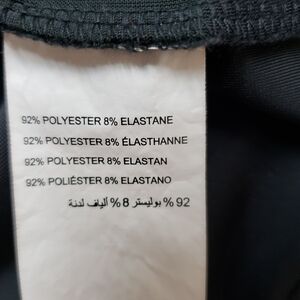 92% POLYESTER 8% ELASTANE
92% POLYESTER 8% ÉLASTHANNE
92% POLYESTER 8% ELASTAN
92% POLIÉSTER 8% ELASTANO
92 % بوليستر 8 % ألياف لدنة